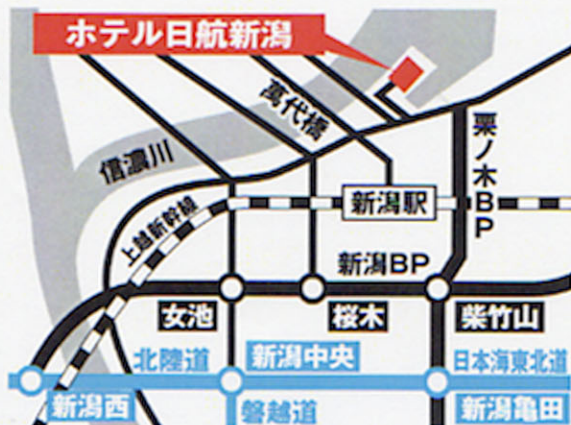 ホテル日航新潟
萬代橋
信濃川
栗ノ木BP
新潟駅
上越新幹線
新潟BP
女池
桜木
柴竹山
北陸道
新潟中央
日本海東北道
新潟西
磐越道
新潟亀田